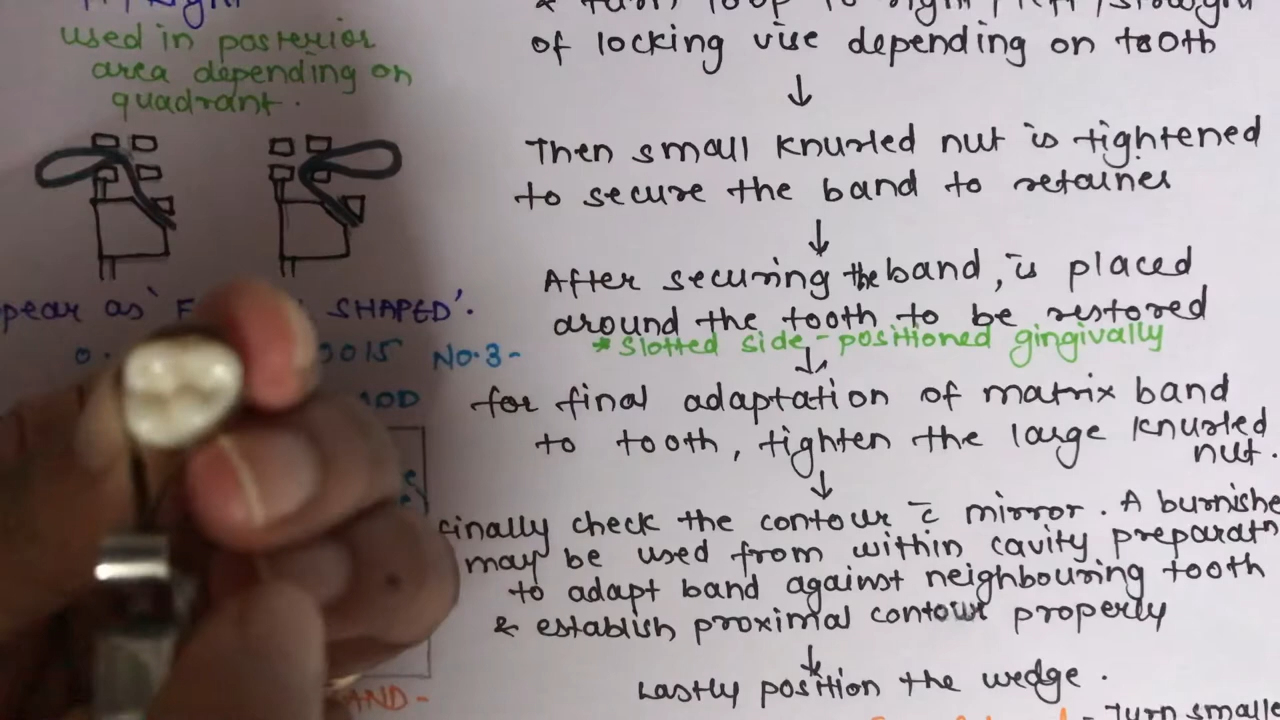 used in posterior
area depending on
quadrant.
SHAPED'.
0015 No.3-
MOD
of locking vise depending on tooth
↓
Then small knurled nut is tightened
to secure the band to retainer
↓
After securing the band, is placed
around the tooth to be restored
* Slotted side - positioned gingivally
↓
for final adaptation of matrix band
to tooth, tighten the large knurled
nut.
↓
finally check the contour c̄ mirror. A
may be used from within cavity preparatn
to adapt band against neighbouring tooth
& establish proximal contour properly
↓
Lastly position the wedge.
turn